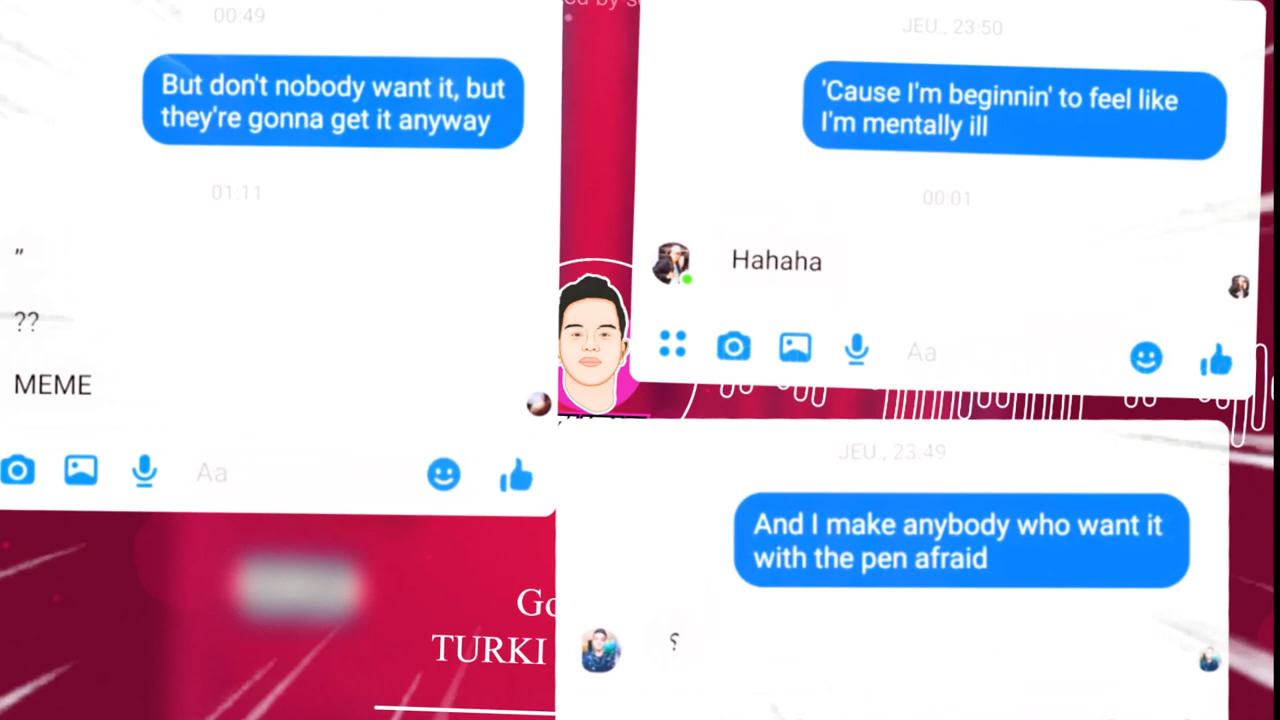 00:49
But don't nobody want it, but
they're gonna get it anyway
01:11
"
??
MEME
Aa
JEU., 23:50
'Cause I'm beginnin' to feel like
I'm mentally ill
00:01
Hahaha
Aa
JEU., 23:49
And I make anybody who want it
with the pen afraid
؟
TURKI